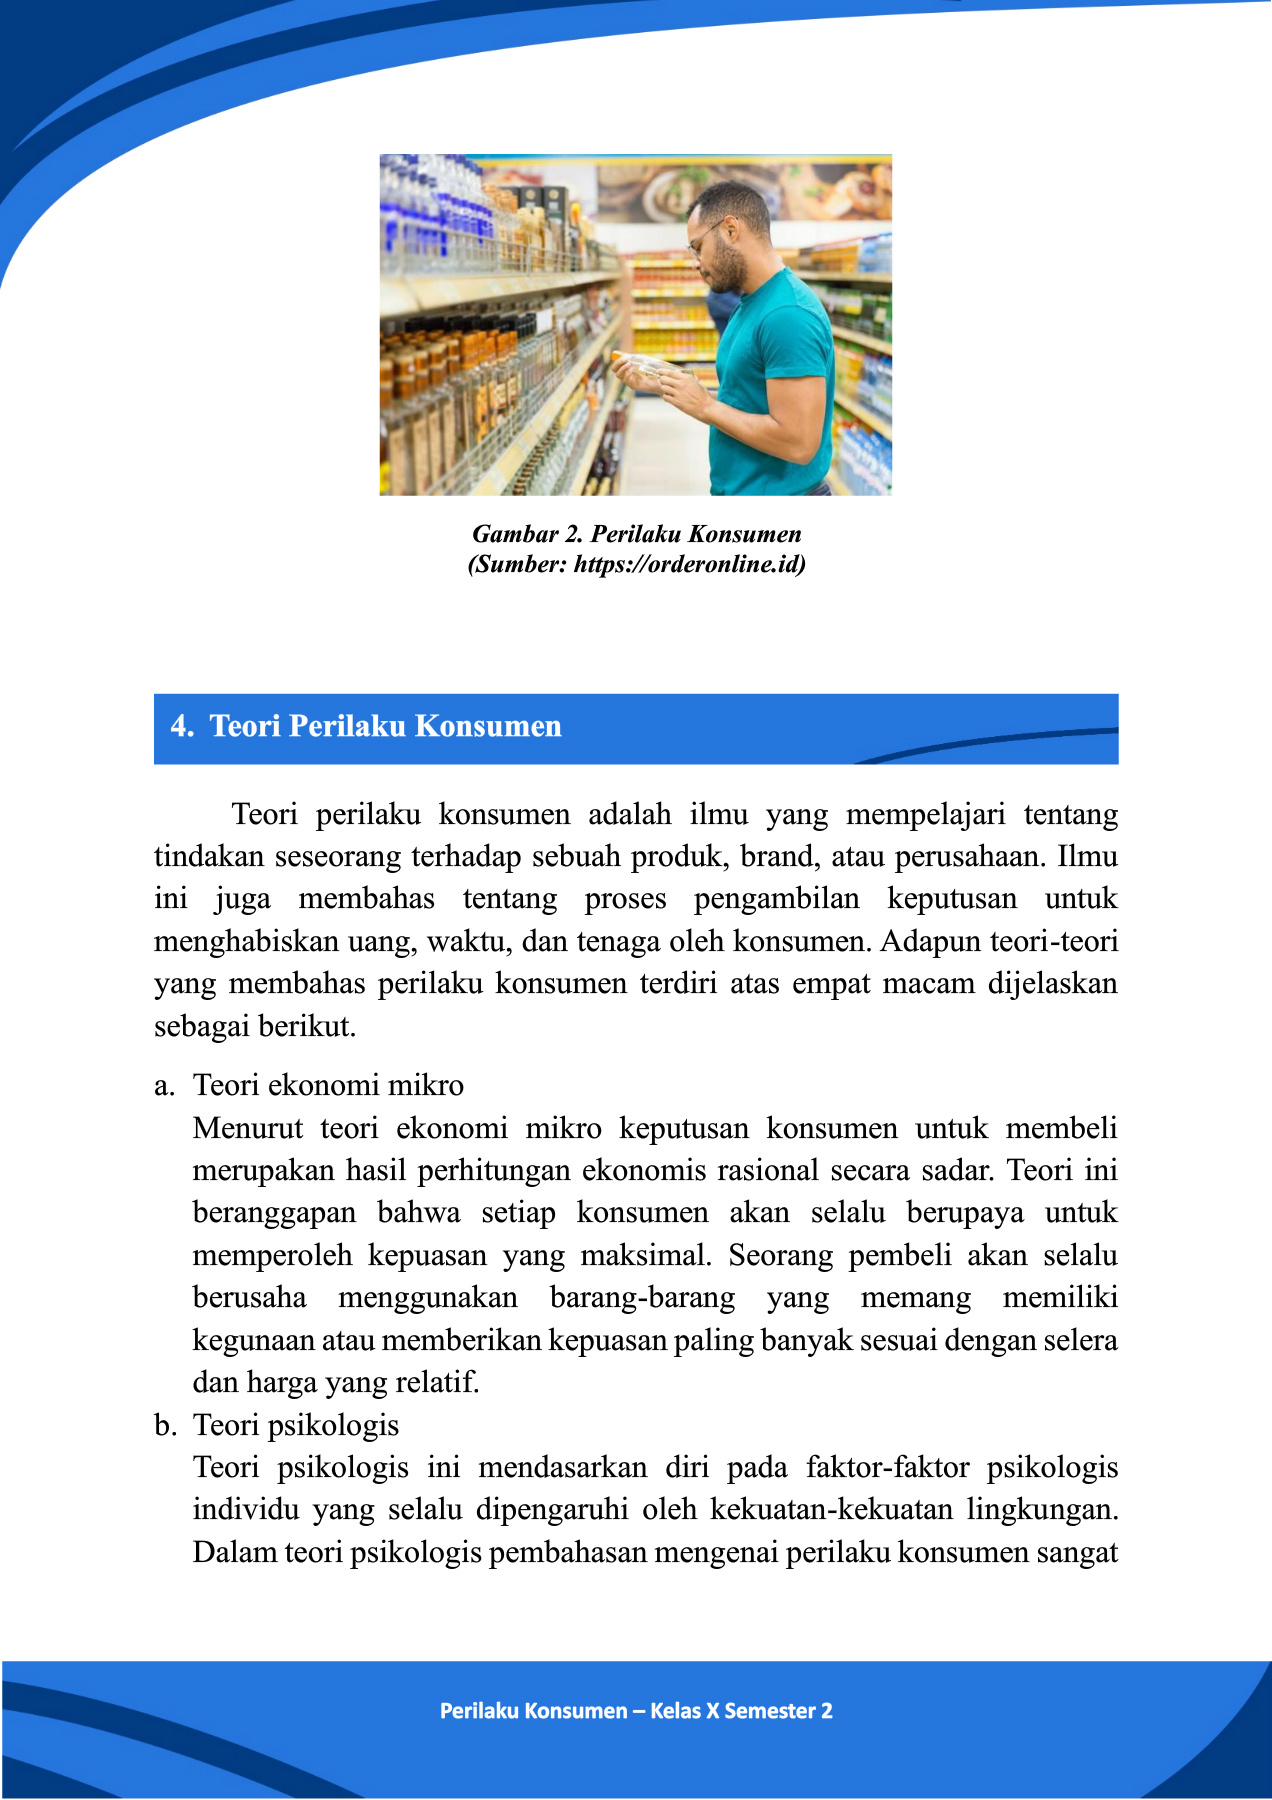 Gambar 2. Perilaku Konsumen
(Sumber: https://orderonline.id)
4. Teori Perilaku Konsumen
Teori perilaku konsumen adalah ilmu yang mempelajari tentang
tindakan seseorang terhadap sebuah produk, brand, atau perusahaan. Ilmu
ini juga membahas tentang proses pengambilan keputusan untuk
menghabiskan uang, waktu, dan tenaga oleh konsumen. Adapun teori-teori
yang membahas perilaku konsumen terdiri atas empat macam dijelaskan
sebagai berikut.
a. Teori ekonomi mikro
Menurut teori ekonomi mikro keputusan konsumen untuk membeli
merupakan hasil perhitungan ekonomis rasional secara sadar. Teori ini
beranggapan bahwa setiap konsumen akan selalu berupaya untuk
memperoleh kepuasan yang maksimal. Seorang pembeli akan selalu
berusaha menggunakan barang-barang yang memang memiliki
kegunaan atau memberikan kepuasan paling banyak sesuai dengan selera
dan harga yang relatif.
b. Teori psikologis
Teori psikologis ini mendasarkan diri pada faktor-faktor psikologis
individu yang selalu dipengaruhi oleh kekuatan-kekuatan lingkungan.
Dalam teori psikologis pembahasan mengenai perilaku konsumen sangat
Perilaku Konsumen – Kelas X Semester 2